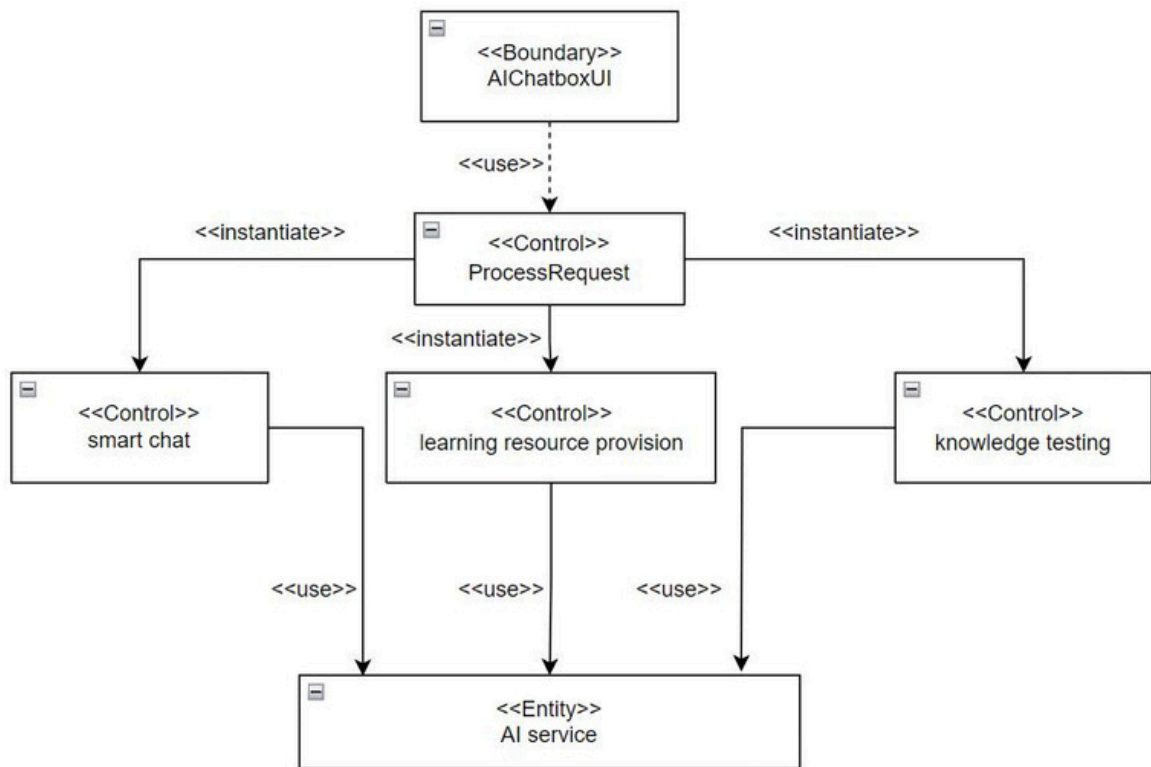 <<Boundary>>
AIChatboxUI
<<use>>
<<instantiate>>
<<Control>>
ProcessRequest
<<instantiate>>
<<instantiate>>
<<Control>>
smart chat
<<Control>>
learning resource provision
<<Control>>
knowledge testing
<<use>>
<<use>>
<<use>>
<<Entity>>
AI service